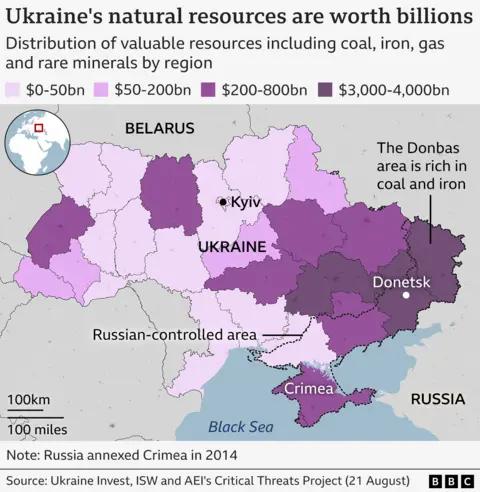 Ukraine's natural resources are worth billions
Distribution of valuable resources including coal, iron, gas
and rare minerals by region
$0-50bn $50-200bn $200-800bn $3,000-4,000bn
BELARUS
The Donbas
area is rich in
coal and iron
Kyiv
UKRAINE
Donetsk
Russian-controlled area
Crimea
100km
100 miles
RUSSIA
Black Sea
Note: Russia annexed Crimea in 2014
Source: Ukraine Invest, ISW and AEI's Critical Threats Project (21 August)
BBC